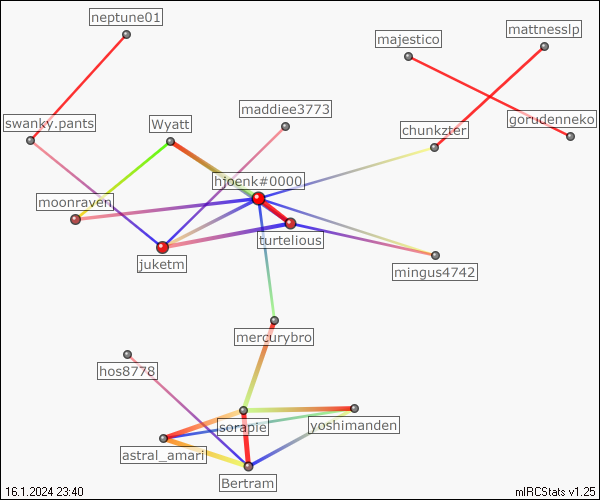 neptune01
mattnesslp
majestico
maddiee3773
gorudenneko
swanky.pants
Wyatt
chunkzter
hjoenk#0000
moonraven
turtelious
juketm
mingus4742
mercurybro
hos8778
sorapie
yoshimanden
astral_amari
Bertram
16.1.2024 23:40
mIRCStats v1.25